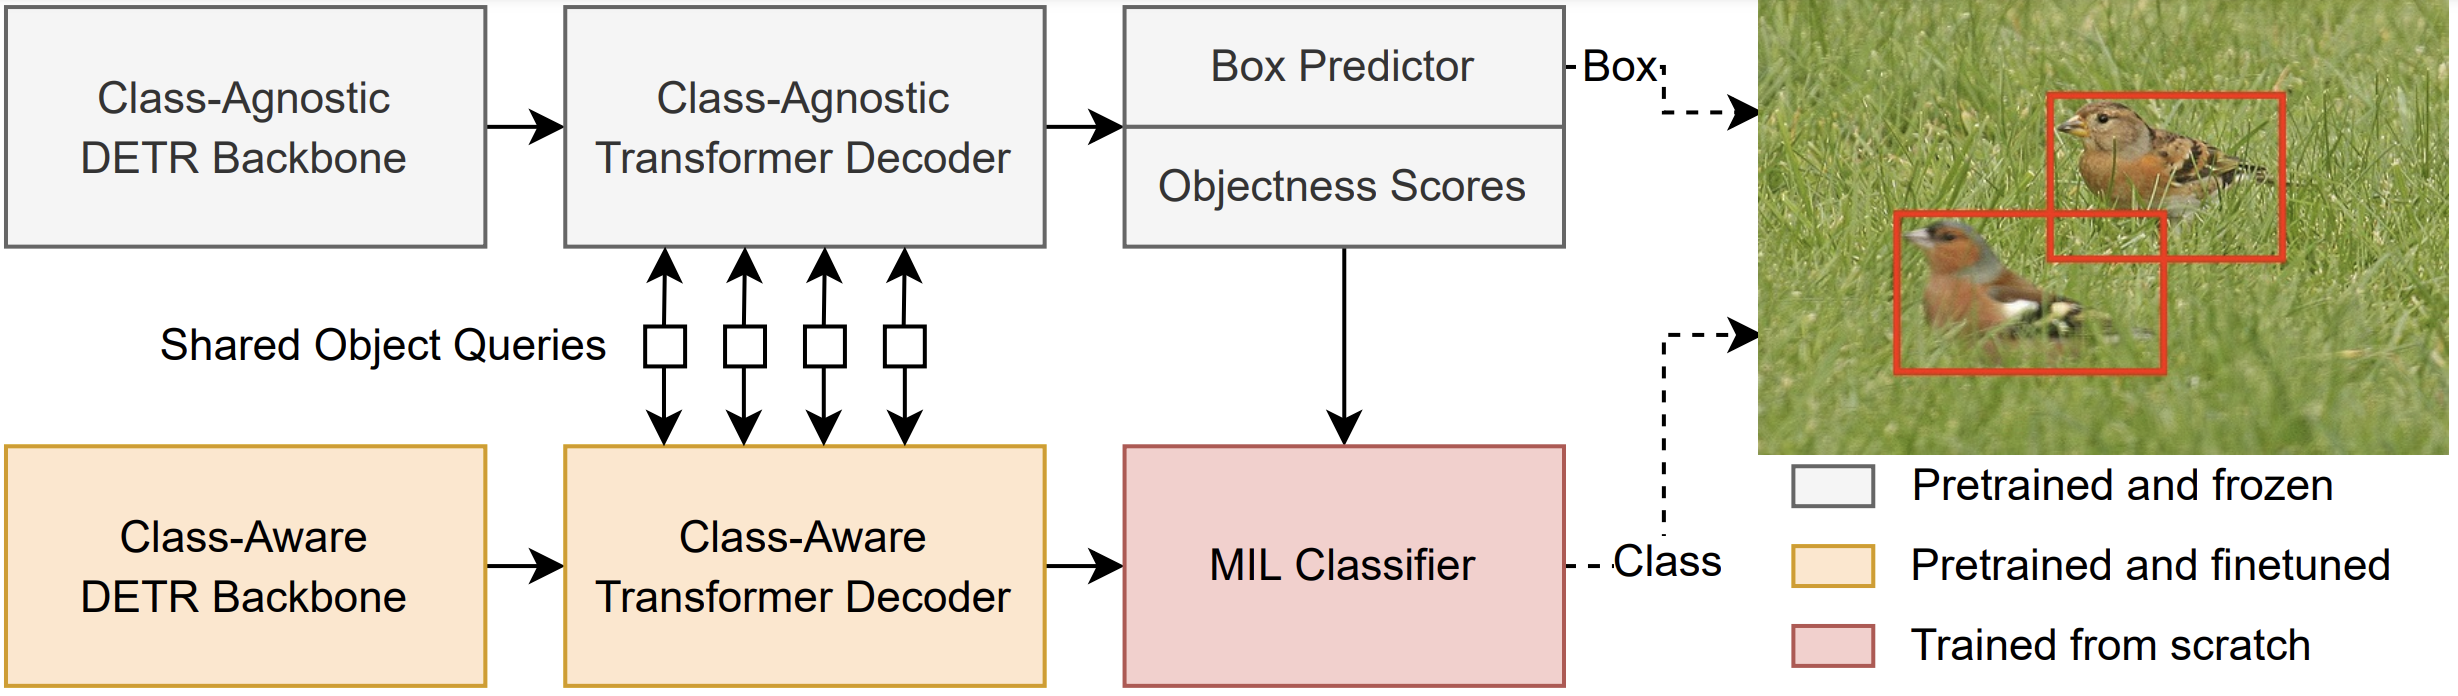 Class-Agnostic
DETR Backbone
Class-Agnostic
Transformer Decoder
Box Predictor
Objectness Scores
Box
Shared Object Queries
Class-Aware
DETR Backbone
Class-Aware
Transformer Decoder
MIL Classifier
Class
Pretrained and frozen
Pretrained and finetuned
Trained from scratch